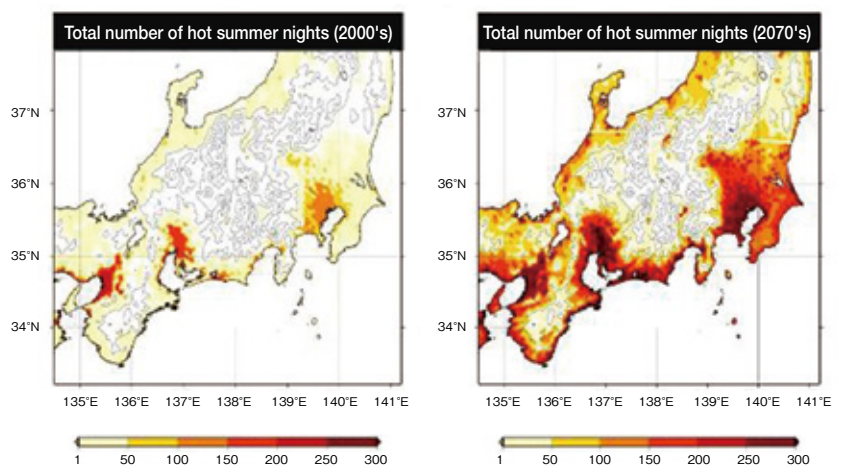 Total number of hot summer nights (2000's)
Total number of hot summer nights (2070's)
37°N
36°N
35°N
34°N
135°E 136°E 137°E 138°E 139°E 140°E 141°E
1 50 100 150 200 250 300
37°N
36°N
35°N
34°N
135°E 136°E 137°E 138°E 139°E 140°E 141°E
1 50 100 150 200 250 300